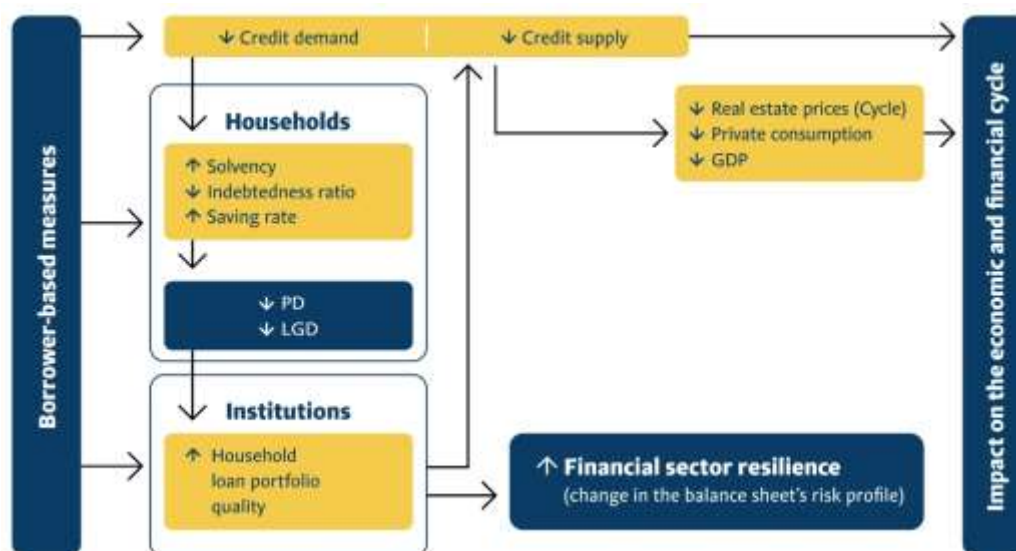 Borrower-based measures
↓ Credit demand
↓ Credit supply
Households
↑ Solvency
↓ Indebtedness ratio
↑ Saving rate
↓ PD
↓ LGD
Institutions
↑ Household
loan portfolio
quality
↓ Real estate prices (Cycle)
↓ Private consumption
↓ GDP
↑ Financial sector resilience
(change in the balance sheet's risk profile)
Impact on the economic and financial cycle